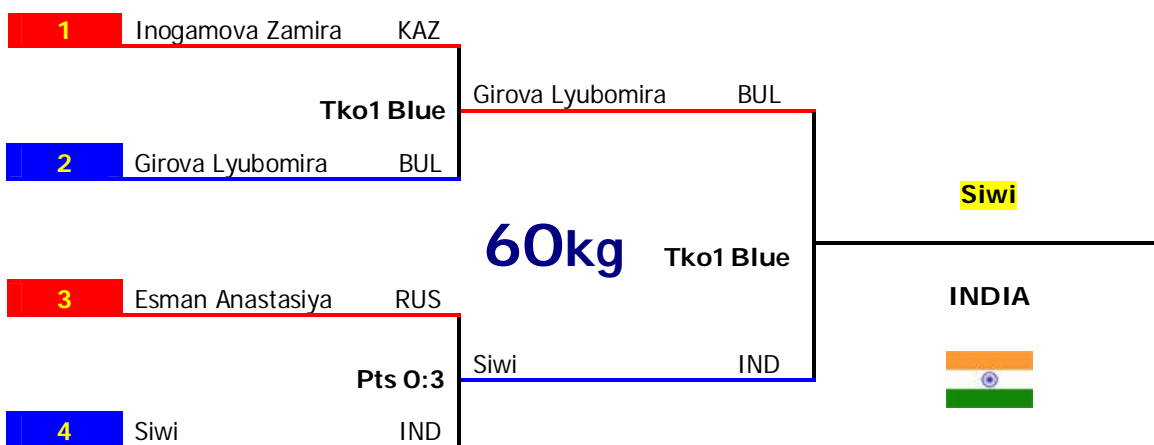 1 Inogamova Zamira KAZ
Tko1 Blue
Girova Lyubomira BUL
2 Girova Lyubomira BUL
Siwi
60kg
Tko1 Blue
3 Esman Anastasiya RUS
INDIA
Siwi IND
Pts 0:3
4 Siwi IND